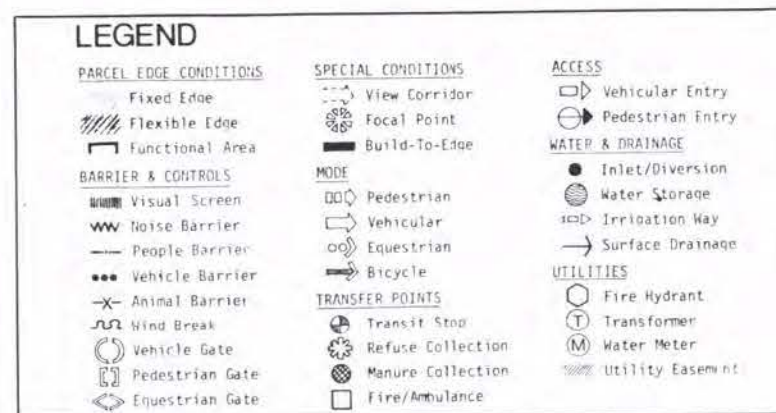 LEGEND
PARCEL EDGE CONDITIONS
Fixed Edge
Flexible Edge
Functional Area
BARRIER & CONTROLS
Visual Screen
Noise Barrier
People Barrier
Vehicle Barrier
Animal Barrier
Wind Break
Vehicle Gate
Pedestrian Gate
Equestrian Gate
SPECIAL CONDITIONS
View Corridor
Focal Point
Build-To-Edge
MODE
Pedestrian
Vehicular
Equestrian
Bicycle
TRANSFER POINTS
Transit Stop
Refuse Collection
Manure Collection
Fire/Ambulance
ACCESS
Vehicular Entry
Pedestrian Entry
WATER & DRAINAGE
Inlet/Diversion
Water Storage
Irrigation Way
Surface Drainage
UTILITIES
Fire Hydrant
T Transformer
M Water Meter
Utility Easement